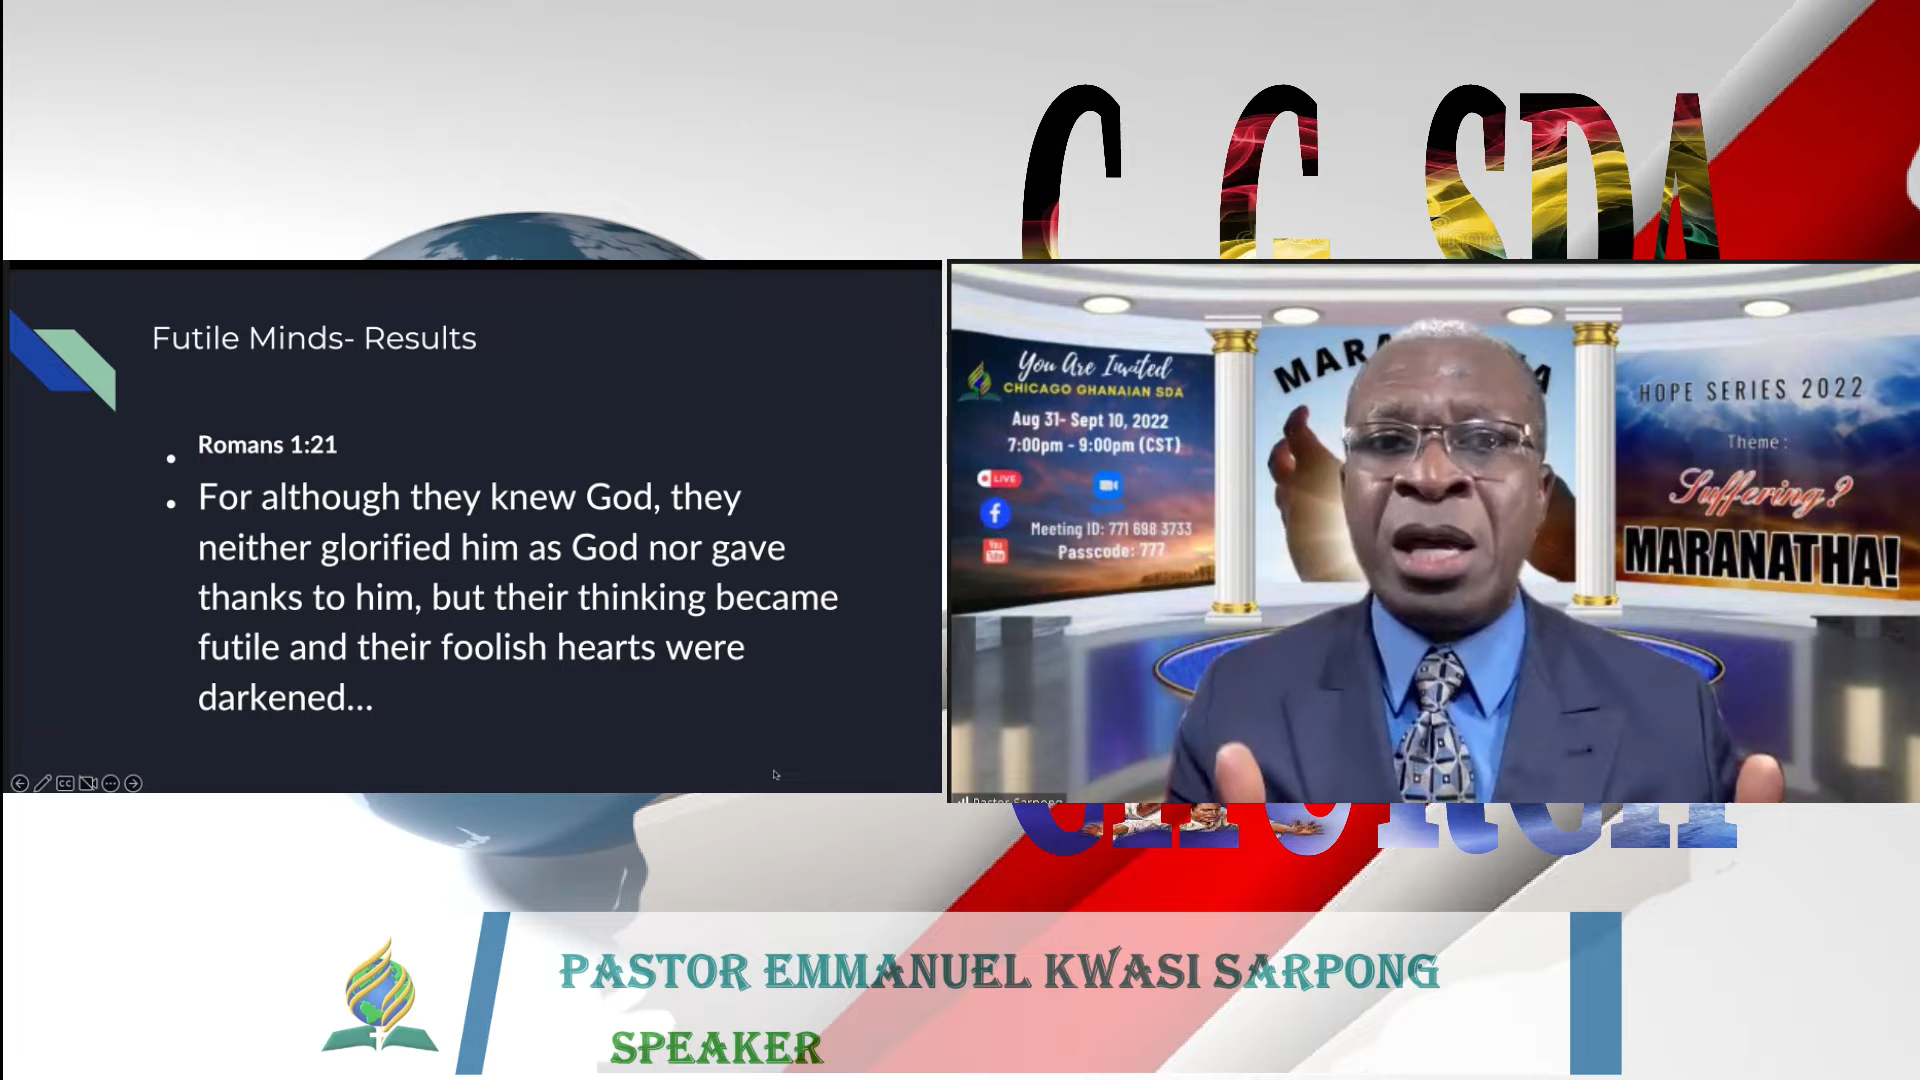 C G SDA
Futile Minds- Results
Romans 1:21
For although they knew God, they
neither glorified him as God nor gave
thanks to him, but their thinking became
futile and their foolish hearts were
darkened...
You Are Invited
CHICAGO GHANAIAN SDA
Aug 31- Sept 10, 2022
7:00pm - 9:00pm (CST)
LIVE
Meeting ID: 771 698 3733
Passcode: 777
HOPE SERIES 2022
Theme:
Suffering?
MARANATHA!
Pastor Sarpong
PASTOR EMMANUEL KWASI SARPONG
SPEAKER